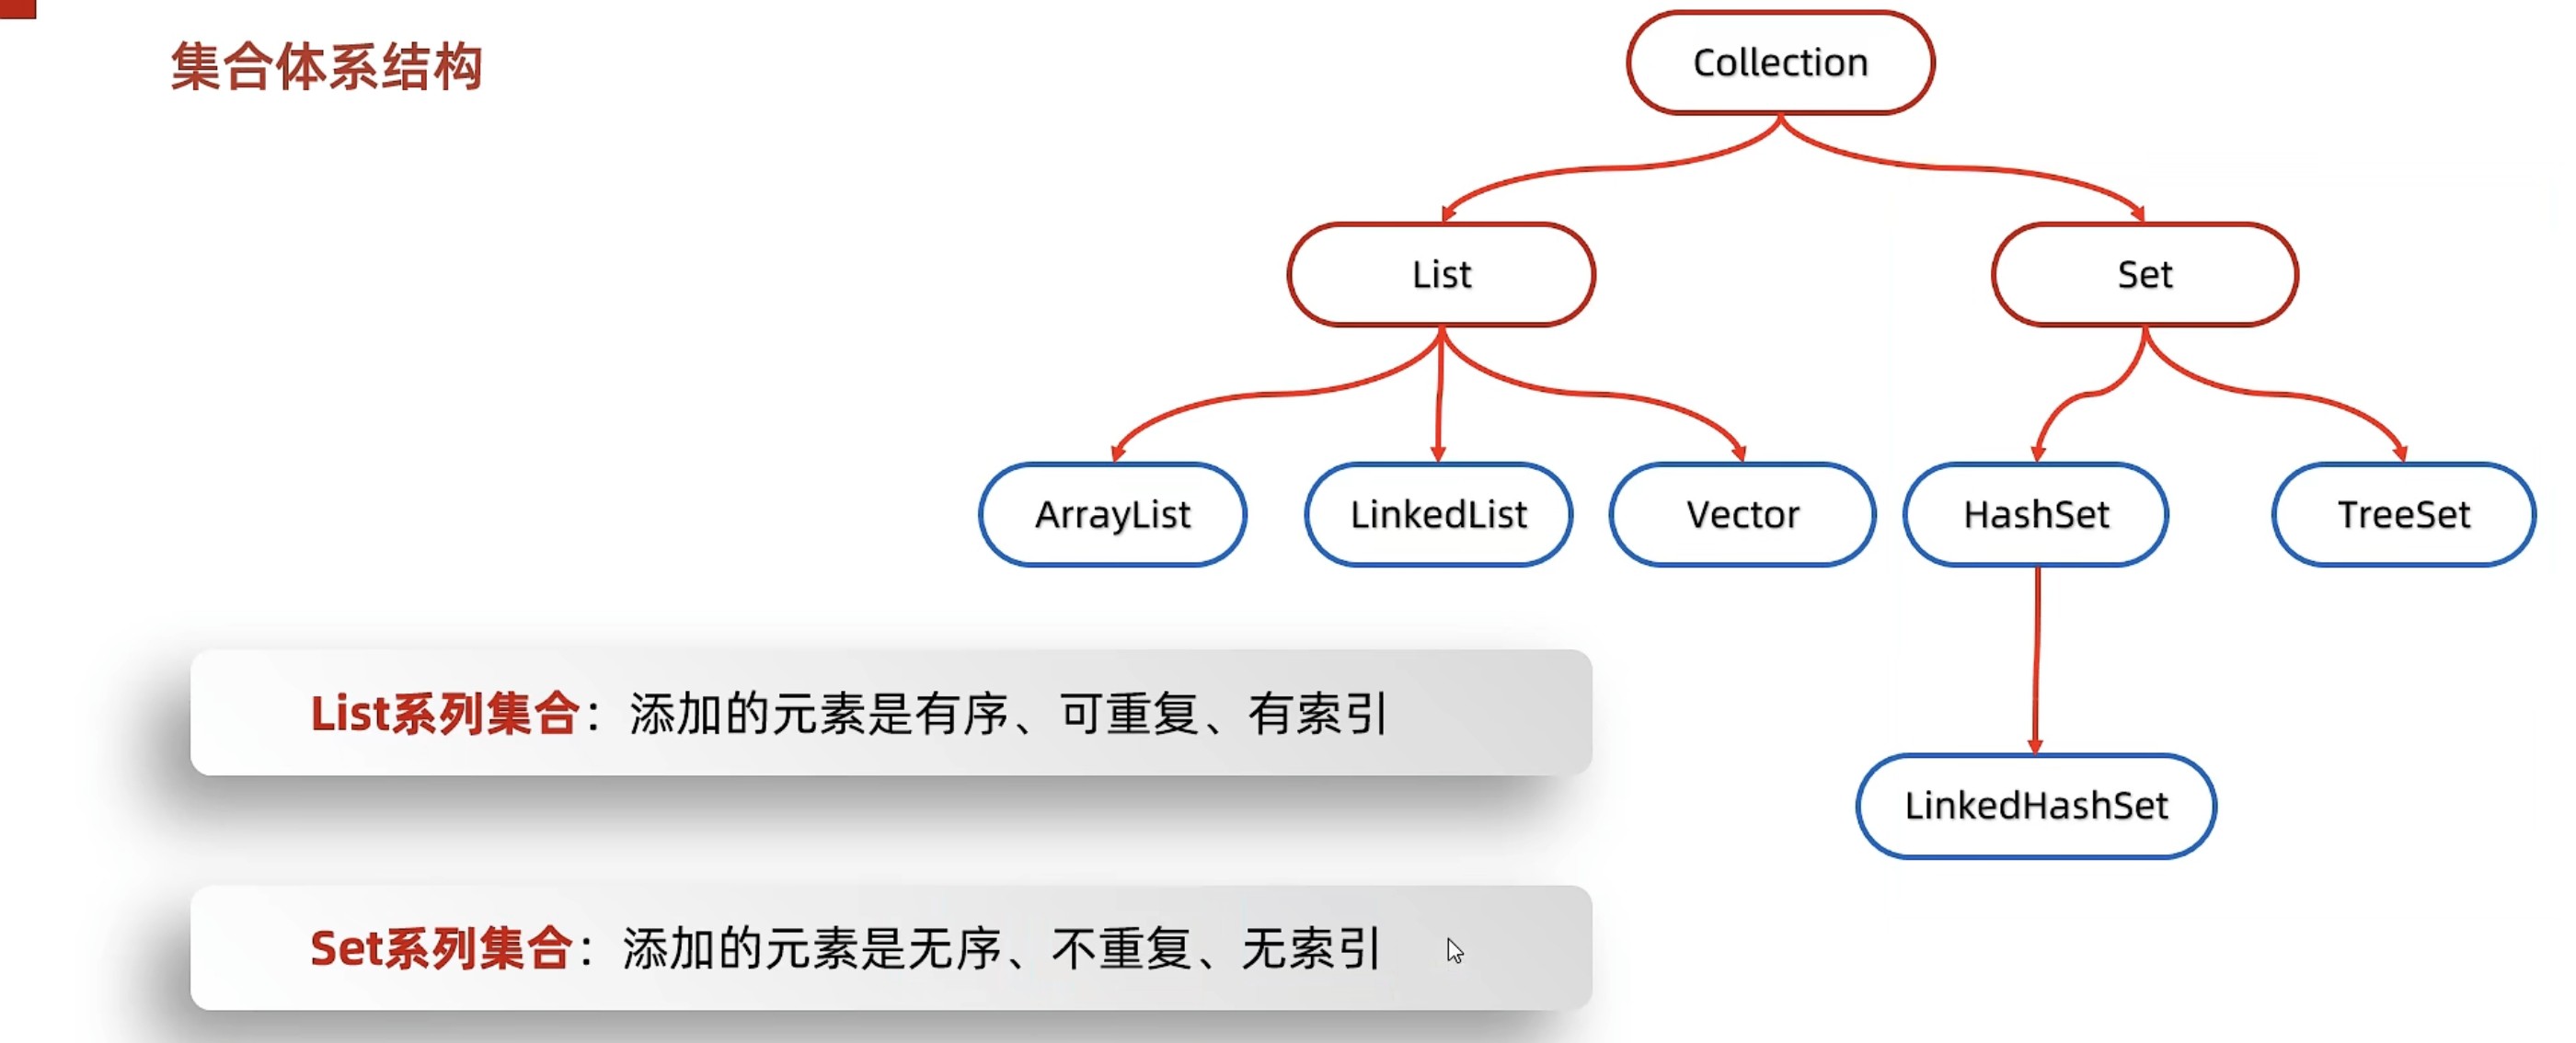 集合体系结构
Collection
List
Set
ArrayList
LinkedList
Vector
HashSet
TreeSet
LinkedHashSet
List系列集合：添加的元素是有序、可重复、有索引
Set系列集合：添加的元素是无序、不重复、无索引